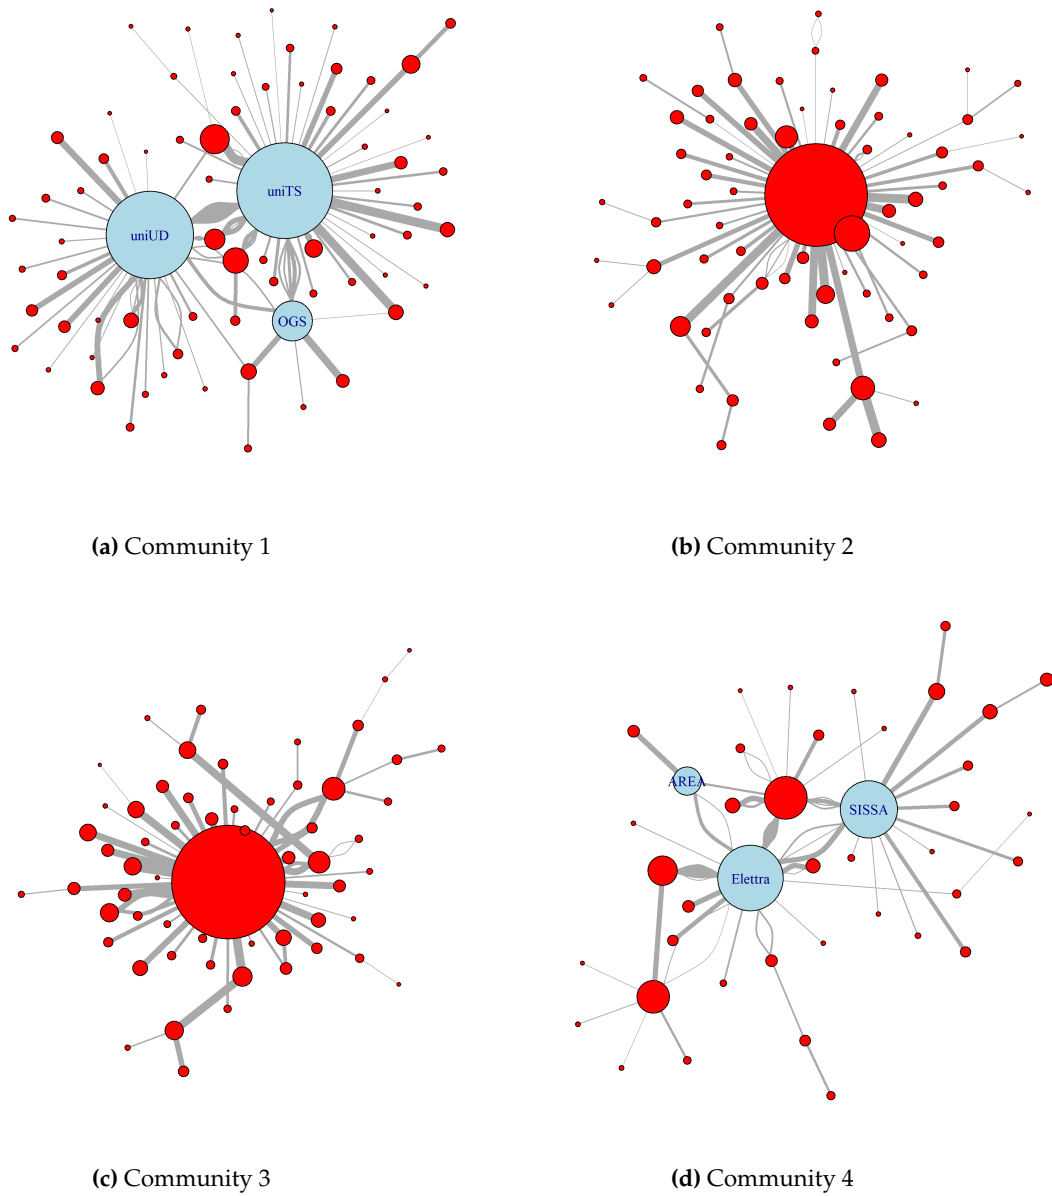 uniTS
uniUD
OGS
(a) Community 1
(b) Community 2
AREA
SISSA
Elettra
(c) Community 3
(d) Community 4